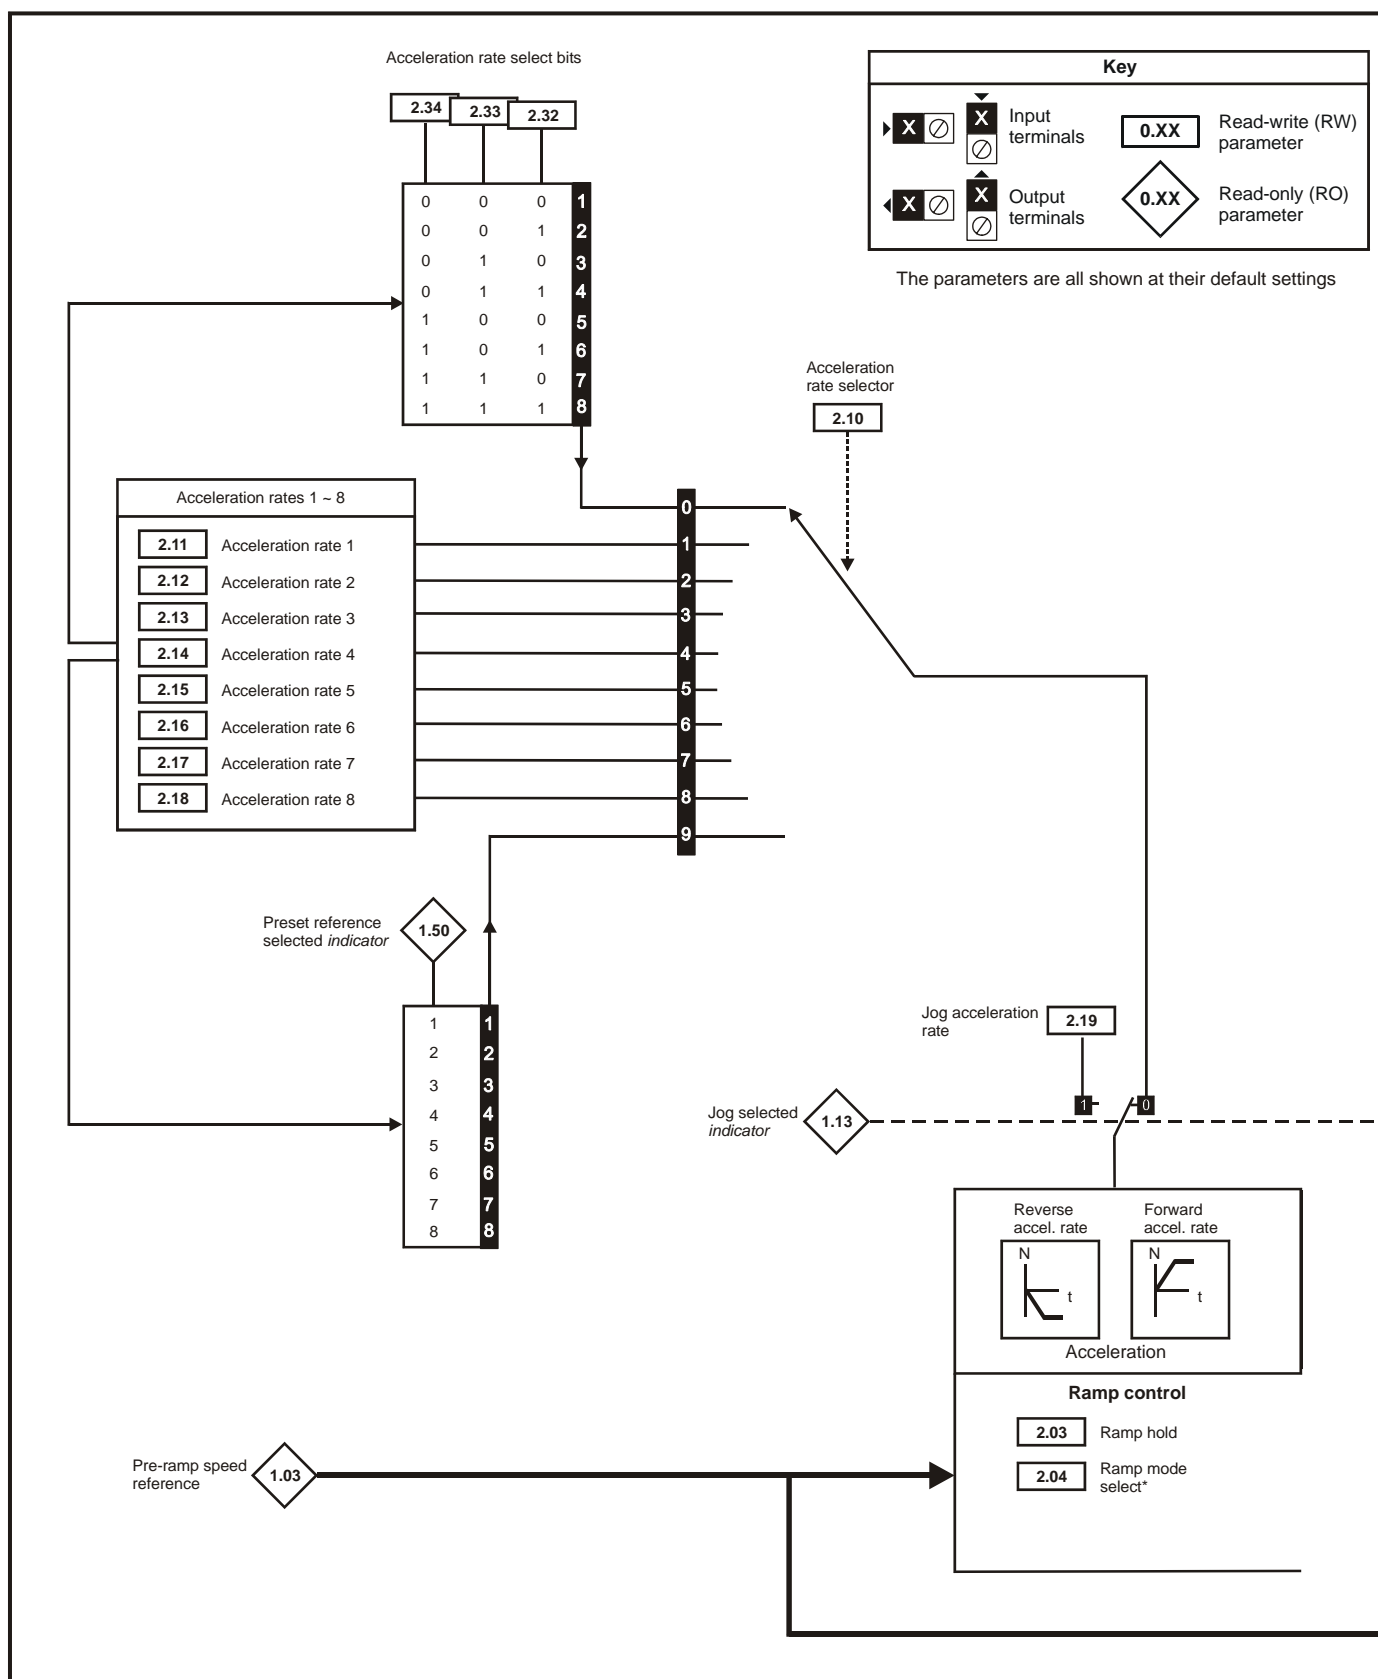 Acceleration rate select bits
2.34 2.33 2.32
0 0 0 1
0 0 1 2
0 1 0 3
0 1 1 4
1 0 0 5
1 0 1 6
1 1 0 7
1 1 1 8
Key
X X Input
terminals
0.XX Read-write (RW)
parameter
X X Output
terminals
0.XX Read-only (RO)
parameter
The parameters are all shown at their default settings
Acceleration
rate selector
2.10
Acceleration rates 1 ~ 8
2.11 Acceleration rate 1
2.12 Acceleration rate 2
2.13 Acceleration rate 3
2.14 Acceleration rate 4
2.15 Acceleration rate 5
2.16 Acceleration rate 6
2.17 Acceleration rate 7
2.18 Acceleration rate 8
0
1
2
3
4
5
6
7
8
9
Preset reference
selected indicator
1.50
1 1
2 2
3 3
4 4
5 5
6 6
7 7
8 8
Jog acceleration
rate
2.19
1 0
Jog selected
indicator
1.13
Reverse
accel. rate
N
t
Forward
accel. rate
N
t
Acceleration
Ramp control
2.03 Ramp hold
2.04 Ramp mode
select*
Pre-ramp speed
reference
1.03